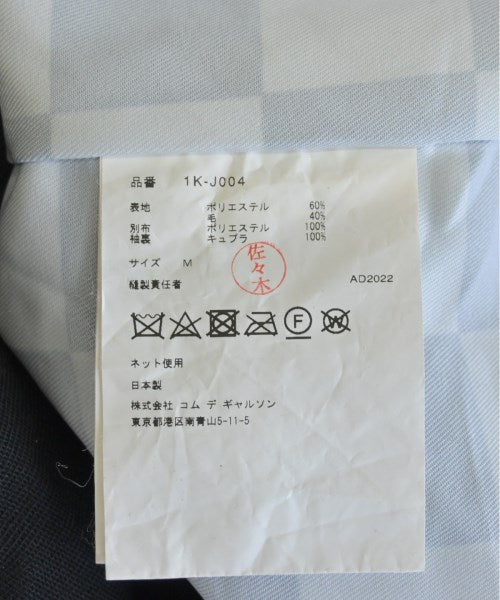 品番 1K-J004
表地 ポリエステル 60%
毛 40%
別布 ポリエステル 100%
袖裏 キュプラ 100%
サイズ M
佐々木
縫製責任者 AD2022
F W
ネット使用
日本製
株式会社 コム デ ギャルソン
東京都港区南青山5-11-5